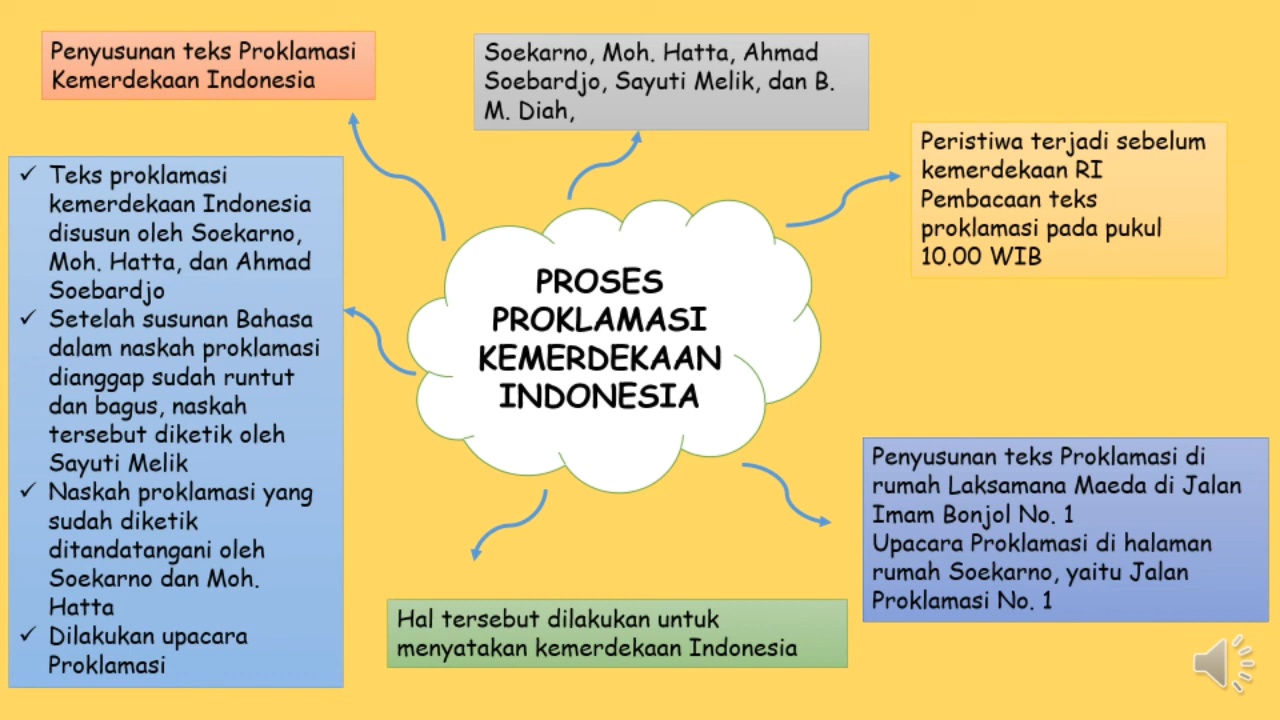 Penyusunan teks Proklamasi
Kemerdekaan Indonesia
Soekarno, Moh. Hatta, Ahmad
Soebardjo, Sayuti Melik, dan B.
M. Diah,
Peristiwa terjadi sebelum
kemerdekaan RI
Pembacaan teks
proklamasi pada pukul
10.00 WIB
✓ Teks proklamasi
kemerdekaan Indonesia
disusun oleh Soekarno,
Moh. Hatta, dan Ahmad
Soebardjo
✓ Setelah susunan Bahasa
dalam naskah proklamasi
dianggap sudah runtut
dan bagus, naskah
tersebut diketik oleh
Sayuti Melik
✓ Naskah proklamasi yang
sudah diketik
ditandatangani oleh
Soekarno dan Moh.
Hatta
✓ Dilakukan upacara
Proklamasi
PROSES
PROKLAMASI
KEMERDEKAAN
INDONESIA
Penyusunan teks Proklamasi di
rumah Laksamana Maeda di Jalan
Imam Bonjol No. 1
Upacara Proklamasi di halaman
rumah Soekarno, yaitu Jalan
Proklamasi No. 1
Hal tersebut dilakukan untuk
menyatakan kemerdekaan Indonesia